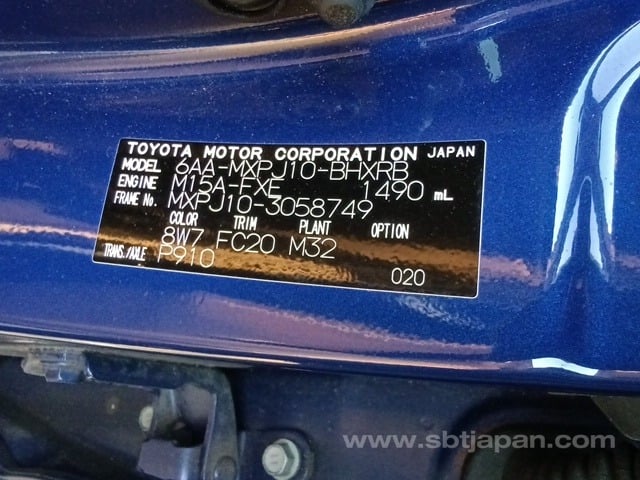 TOYOTA MOTOR CORPORATION JAPAN
MODEL 6AA-MXPJ10-BHXRB
ENGINE M15A-FXE 1490 mL
FRAME No. MXPJ10-3058749
COLOR TRIM PLANT OPTION
8W7 FC20 M32
TRANS./AXLE P910 020
www.sbtjapan.com